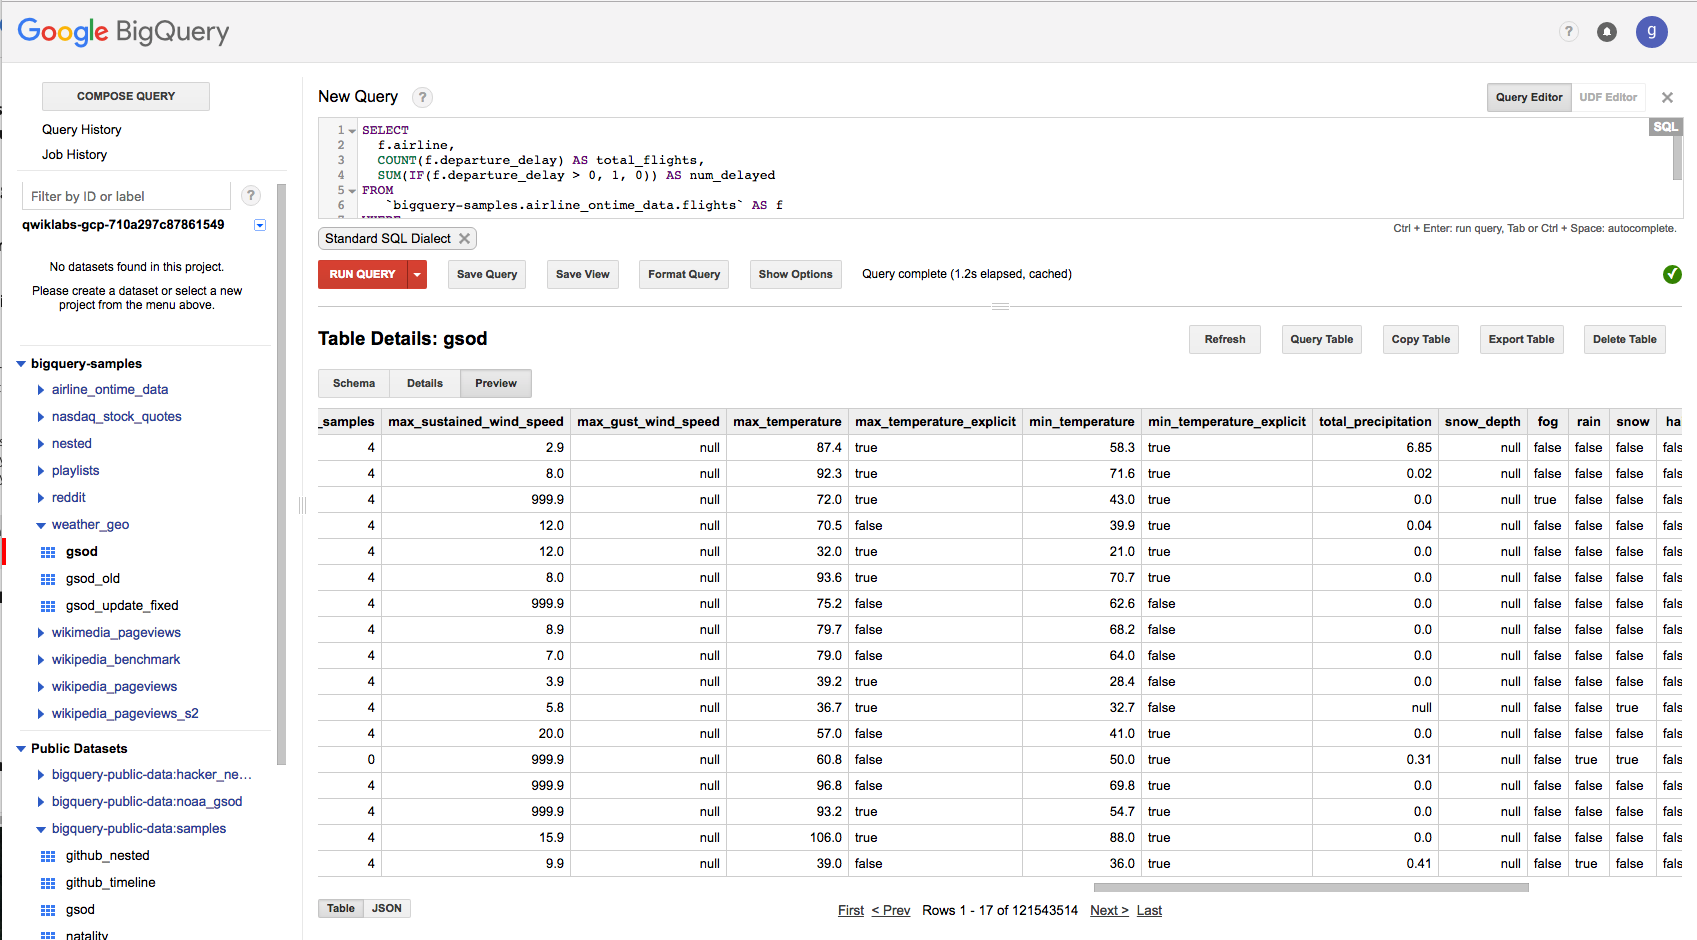 Google BigQuery
? g
COMPOSE QUERY
Query History
Job History
Filter by ID or label ?
qwiklabs-gcp-710a297c87861549
No datasets found in this project.
Please create a dataset or select a new
project from the menu above.
bigquery-samples
airline_ontime_data
nasdaq_stock_quotes
nested
playlists
reddit
weather_geo
gsod
gsod_old
gsod_update_fixed
wikimedia_pageviews
wikipedia_benchmark
wikipedia_pageviews
wikipedia_pageviews_s2
Public Datasets
bigquery-public-data:hacker_ne...
bigquery-public-data:noaa_gsod
bigquery-public-data:samples
github_nested
github_timeline
gsod
natality
New Query ?
Query Editor UDF Editor
SQL
1 SELECT
2 f.airline,
3 COUNT(f.departure_delay) AS total_flights,
4 SUM(IF(f.departure_delay > 0, 1, 0)) AS num_delayed
5 FROM
6 `bigquery-samples.airline_ontime_data.flights` AS f
7 WHERE
Ctrl + Enter: run query, Tab or Ctrl + Space: autocomplete.
Standard SQL Dialect
RUN QUERY Save Query Save View Format Query Show Options Query complete (1.2s elapsed, cached)
Table Details: gsod
Refresh Query Table Copy Table Export Table Delete Table
Schema Details Preview
_samples max_sustained_wind_speed max_gust_wind_speed max_temperature max_temperature_explicit min_temperature min_temperature_explicit total_precipitation snow_depth fog rain snow ha
4 2.9 null 87.4 true 58.3 true 6.85 null false false false fals
4 8.0 null 92.3 true 71.6 true 0.02 null false false false fals
4 999.9 null 72.0 true 43.0 true 0.0 null true false false fals
4 12.0 null 70.5 false 39.9 true 0.04 null false false false fals
4 12.0 null 32.0 true 21.0 true 0.0 null false false false fals
4 8.0 null 93.6 true 70.7 true 0.0 null false false false fals
4 999.9 null 75.2 false 62.6 false 0.0 null false false false fals
4 8.9 null 79.7 false 68.2 false 0.0 null false false false fals
4 7.0 null 79.0 false 64.0 false 0.0 null false false false fals
4 3.9 null 39.2 true 28.4 false 0.0 null false false false fals
4 5.8 null 36.7 true 32.7 false null null false false true fals
4 20.0 null 57.0 false 41.0 true 0.0 null false false false fals
0 999.9 null 60.8 false 50.0 true 0.31 null false true true fals
4 999.9 null 96.8 false 69.8 true 0.0 null false false false fals
4 999.9 null 93.2 true 54.7 true 0.0 null false false false fals
4 15.9 null 106.0 true 88.0 true 0.0 null false false false fals
4 9.9 null 39.0 false 36.0 true 0.41 null false true false fals
Table JSON
First < Prev Rows 1 - 17 of 121543514 Next > Last